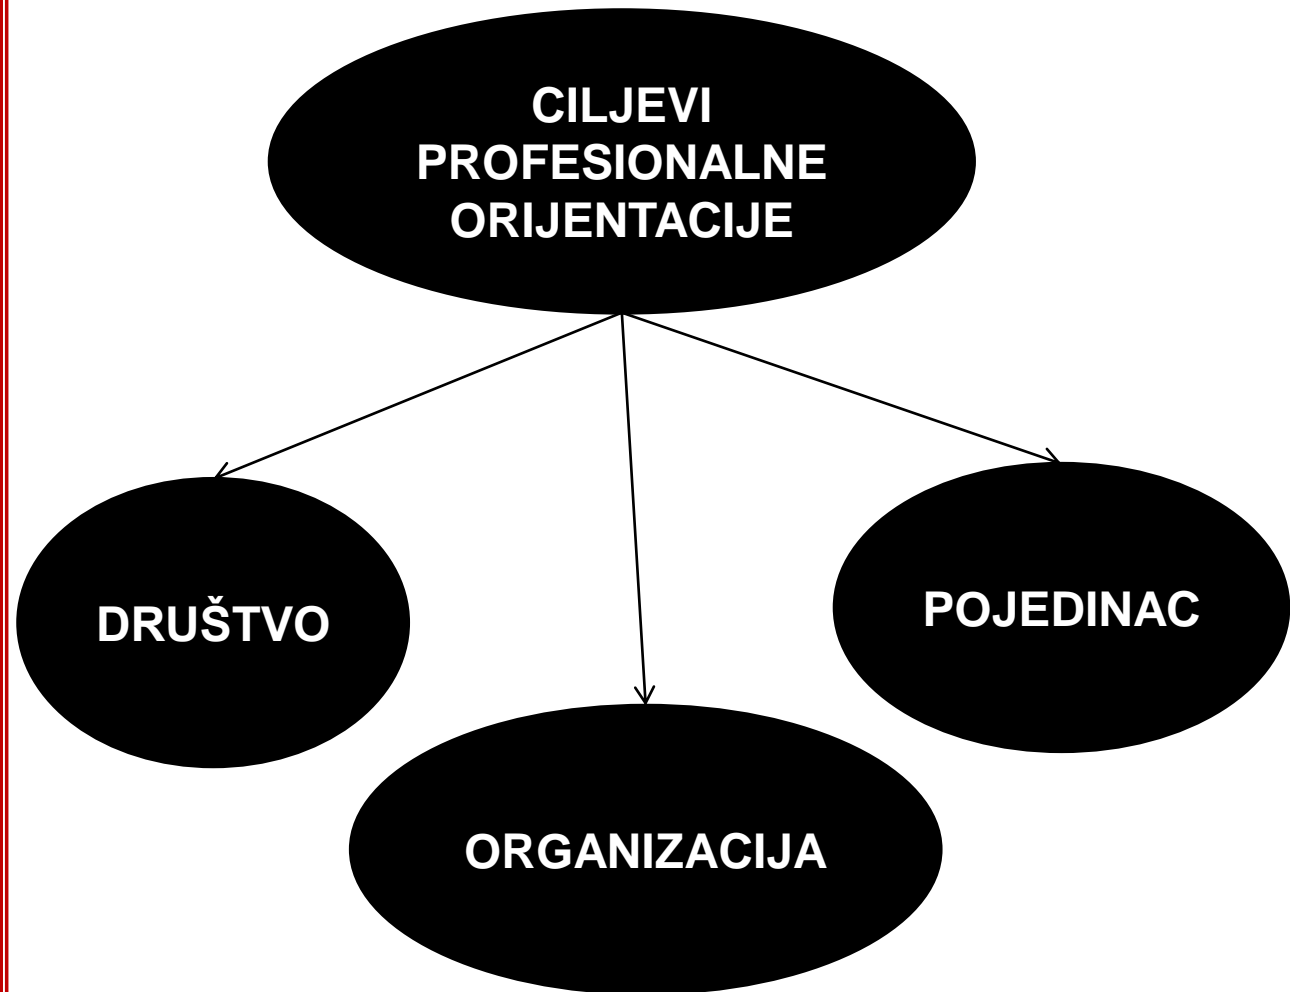 CILJEVI
PROFESIONALNE
ORIJENTACIJE
DRUŠTVO
POJEDINAC
ORGANIZACIJA